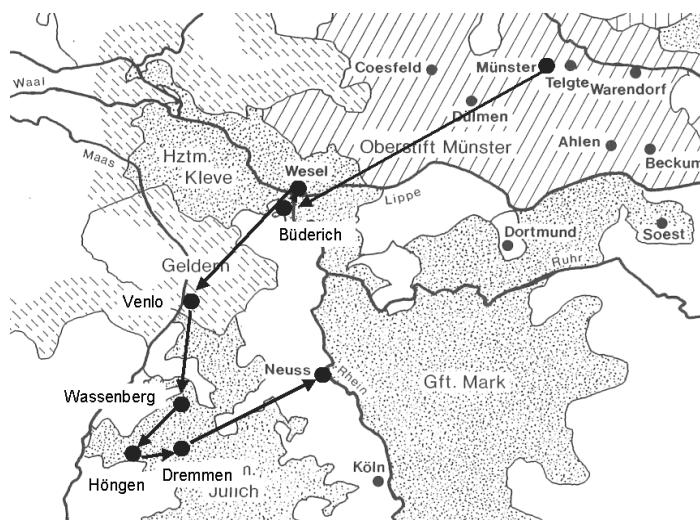 Waal
Coesfeld
Münster
Telgte
Warendorf
Dülmen
Maas
Hztm.
Kleve
Oberstift Münster
Ahlen
Beckum
Wesel
Lippe
Büderich
Dortmund
Soest
Geldern
Ruhr
Venlo
Neuss
Rhein
Gft. Mark
Wassenberg
Höngen
Dremmen
n.
Jülich
Köln